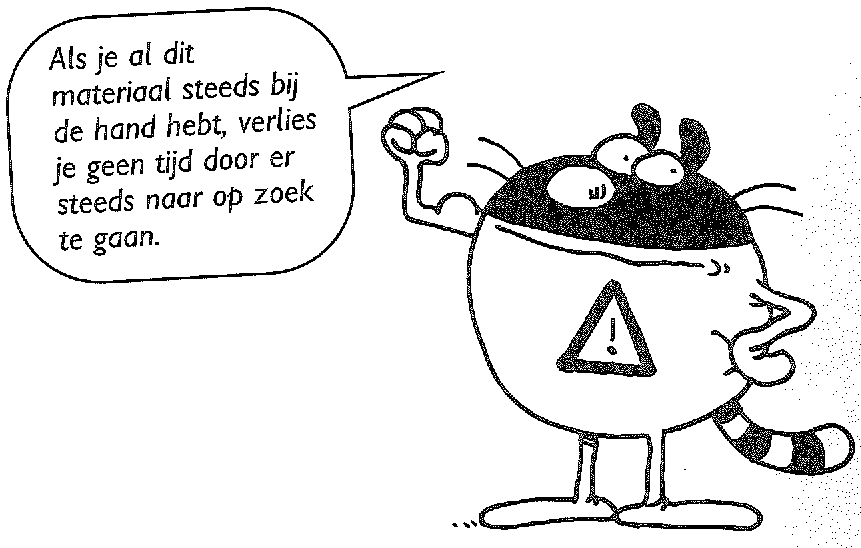 Als je al dit
materiaal steeds bij
de hand hebt, verlies
je geen tijd door er
steeds naar op zoek
te gaan.
!